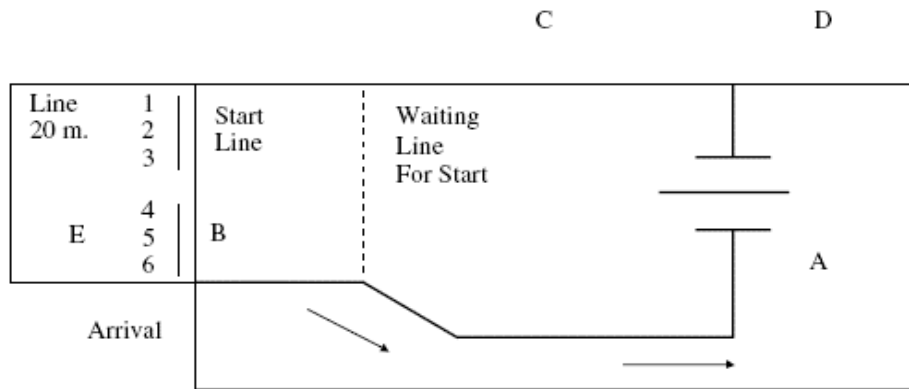 C D
Line 1 Start Waiting
20 m. 2 Line Line
3 For Start
4
E 5 B
6 A
Arrival